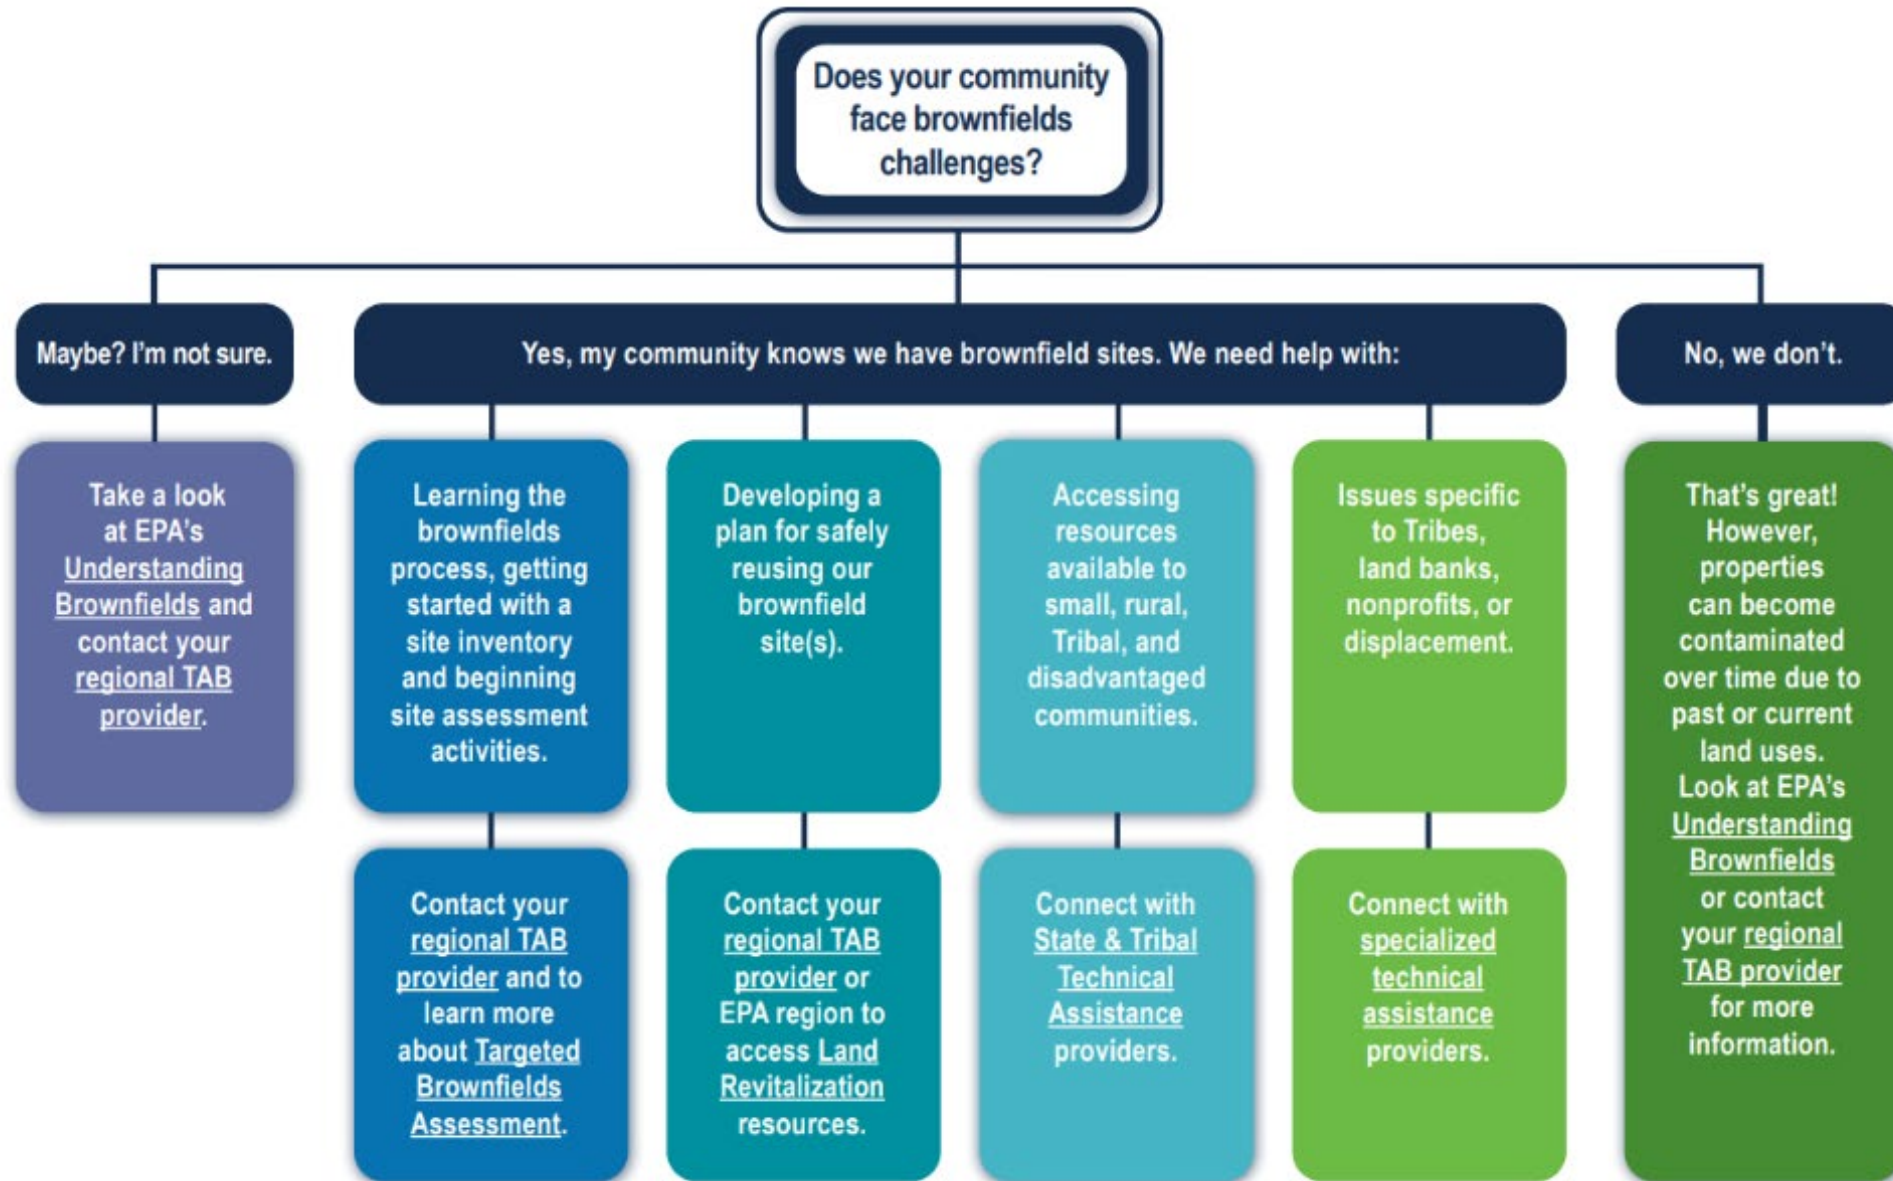 Does your community
face brownfields
challenges?
Maybe? I'm not sure.
Yes, my community knows we have brownfield sites. We need help with:
No, we don't.
Take a look
at EPA's
Understanding
Brownfields and
contact your
regional TAB
provider.
Learning the
brownfields
process, getting
started with a
site inventory
and beginning
site assessment
activities.
Contact your
regional TAB
provider and to
learn more
about Targeted
Brownfields
Assessment.
Developing a
plan for safely
reusing our
brownfield
site(s).
Contact your
regional TAB
provider or
EPA region to
access Land
Revitalization
resources.
Accessing
resources
available to
small, rural,
Tribal, and
disadvantaged
communities.
Connect with
State & Tribal
Technical
Assistance
providers.
Issues specific
to Tribes,
land banks,
nonprofits, or
displacement.
Connect with
specialized
technical
assistance
providers.
That's great!
However,
properties
can become
contaminated
over time due to
past or current
land uses.
Look at EPA's
Understanding
Brownfields
or contact
your regional
TAB provider
for more
information.